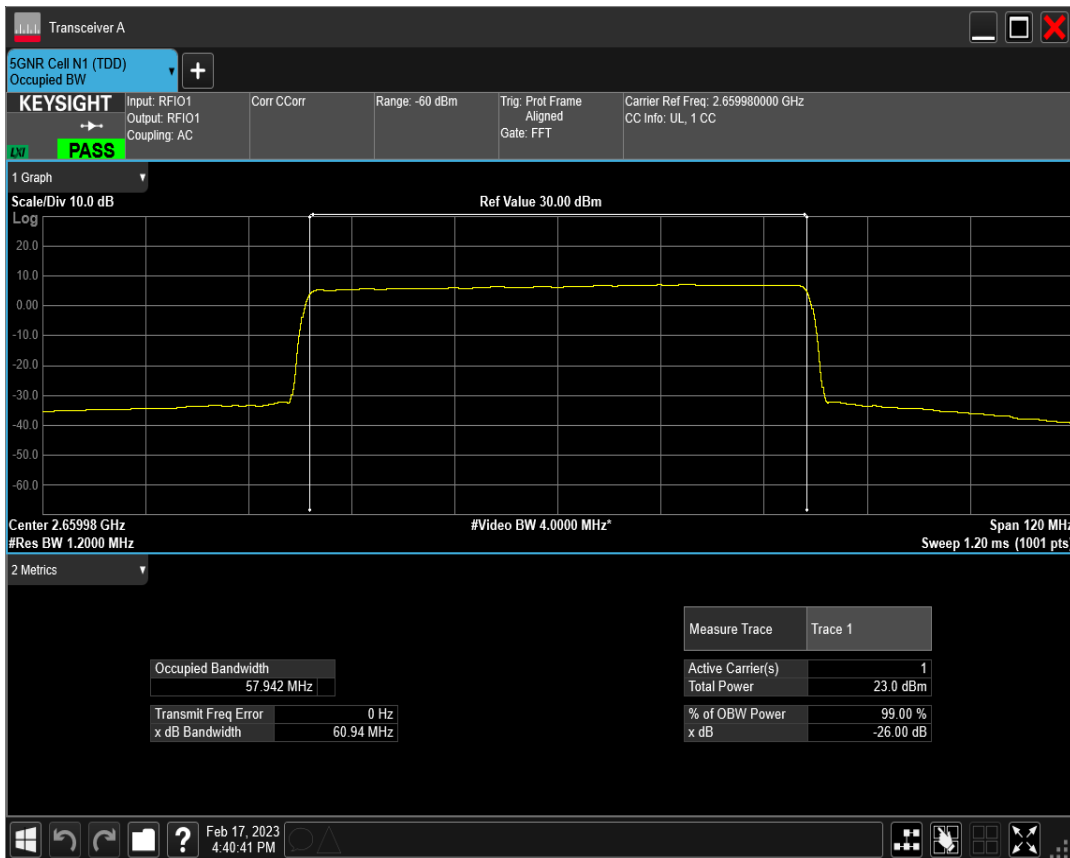 Transceiver A
5GNR Cell N1 (TDD)
Occupied BW
+
KEYSIGHT
LXI
PASS
Input: RFIO1
Output: RFIO1
Coupling: AC
Corr CCorr
Range: -60 dBm
Trig: Prot Frame
Aligned
Gate: FFT
Carrier Ref Freq: 2.659980000 GHz
CC Info: UL, 1 CC
1 Graph
Scale/Div 10.0 dB
Ref Value 30.00 dBm
Log
20.0
10.0
0.00
-10.0
-20.0
-30.0
-40.0
-50.0
-60.0
Center 2.65998 GHz
#Video BW 4.0000 MHz*
Span 120 MHz
#Res BW 1.2000 MHz
Sweep 1.20 ms (1001 pts)
2 Metrics
Measure Trace Trace 1
Occupied Bandwidth
57.942 MHz
Transmit Freq Error 0 Hz
x dB Bandwidth 60.94 MHz
Active Carrier(s) 1
Total Power 23.0 dBm
% of OBW Power 99.00 %
x dB -26.00 dB
?
Feb 17, 2023
4:40:41 PM